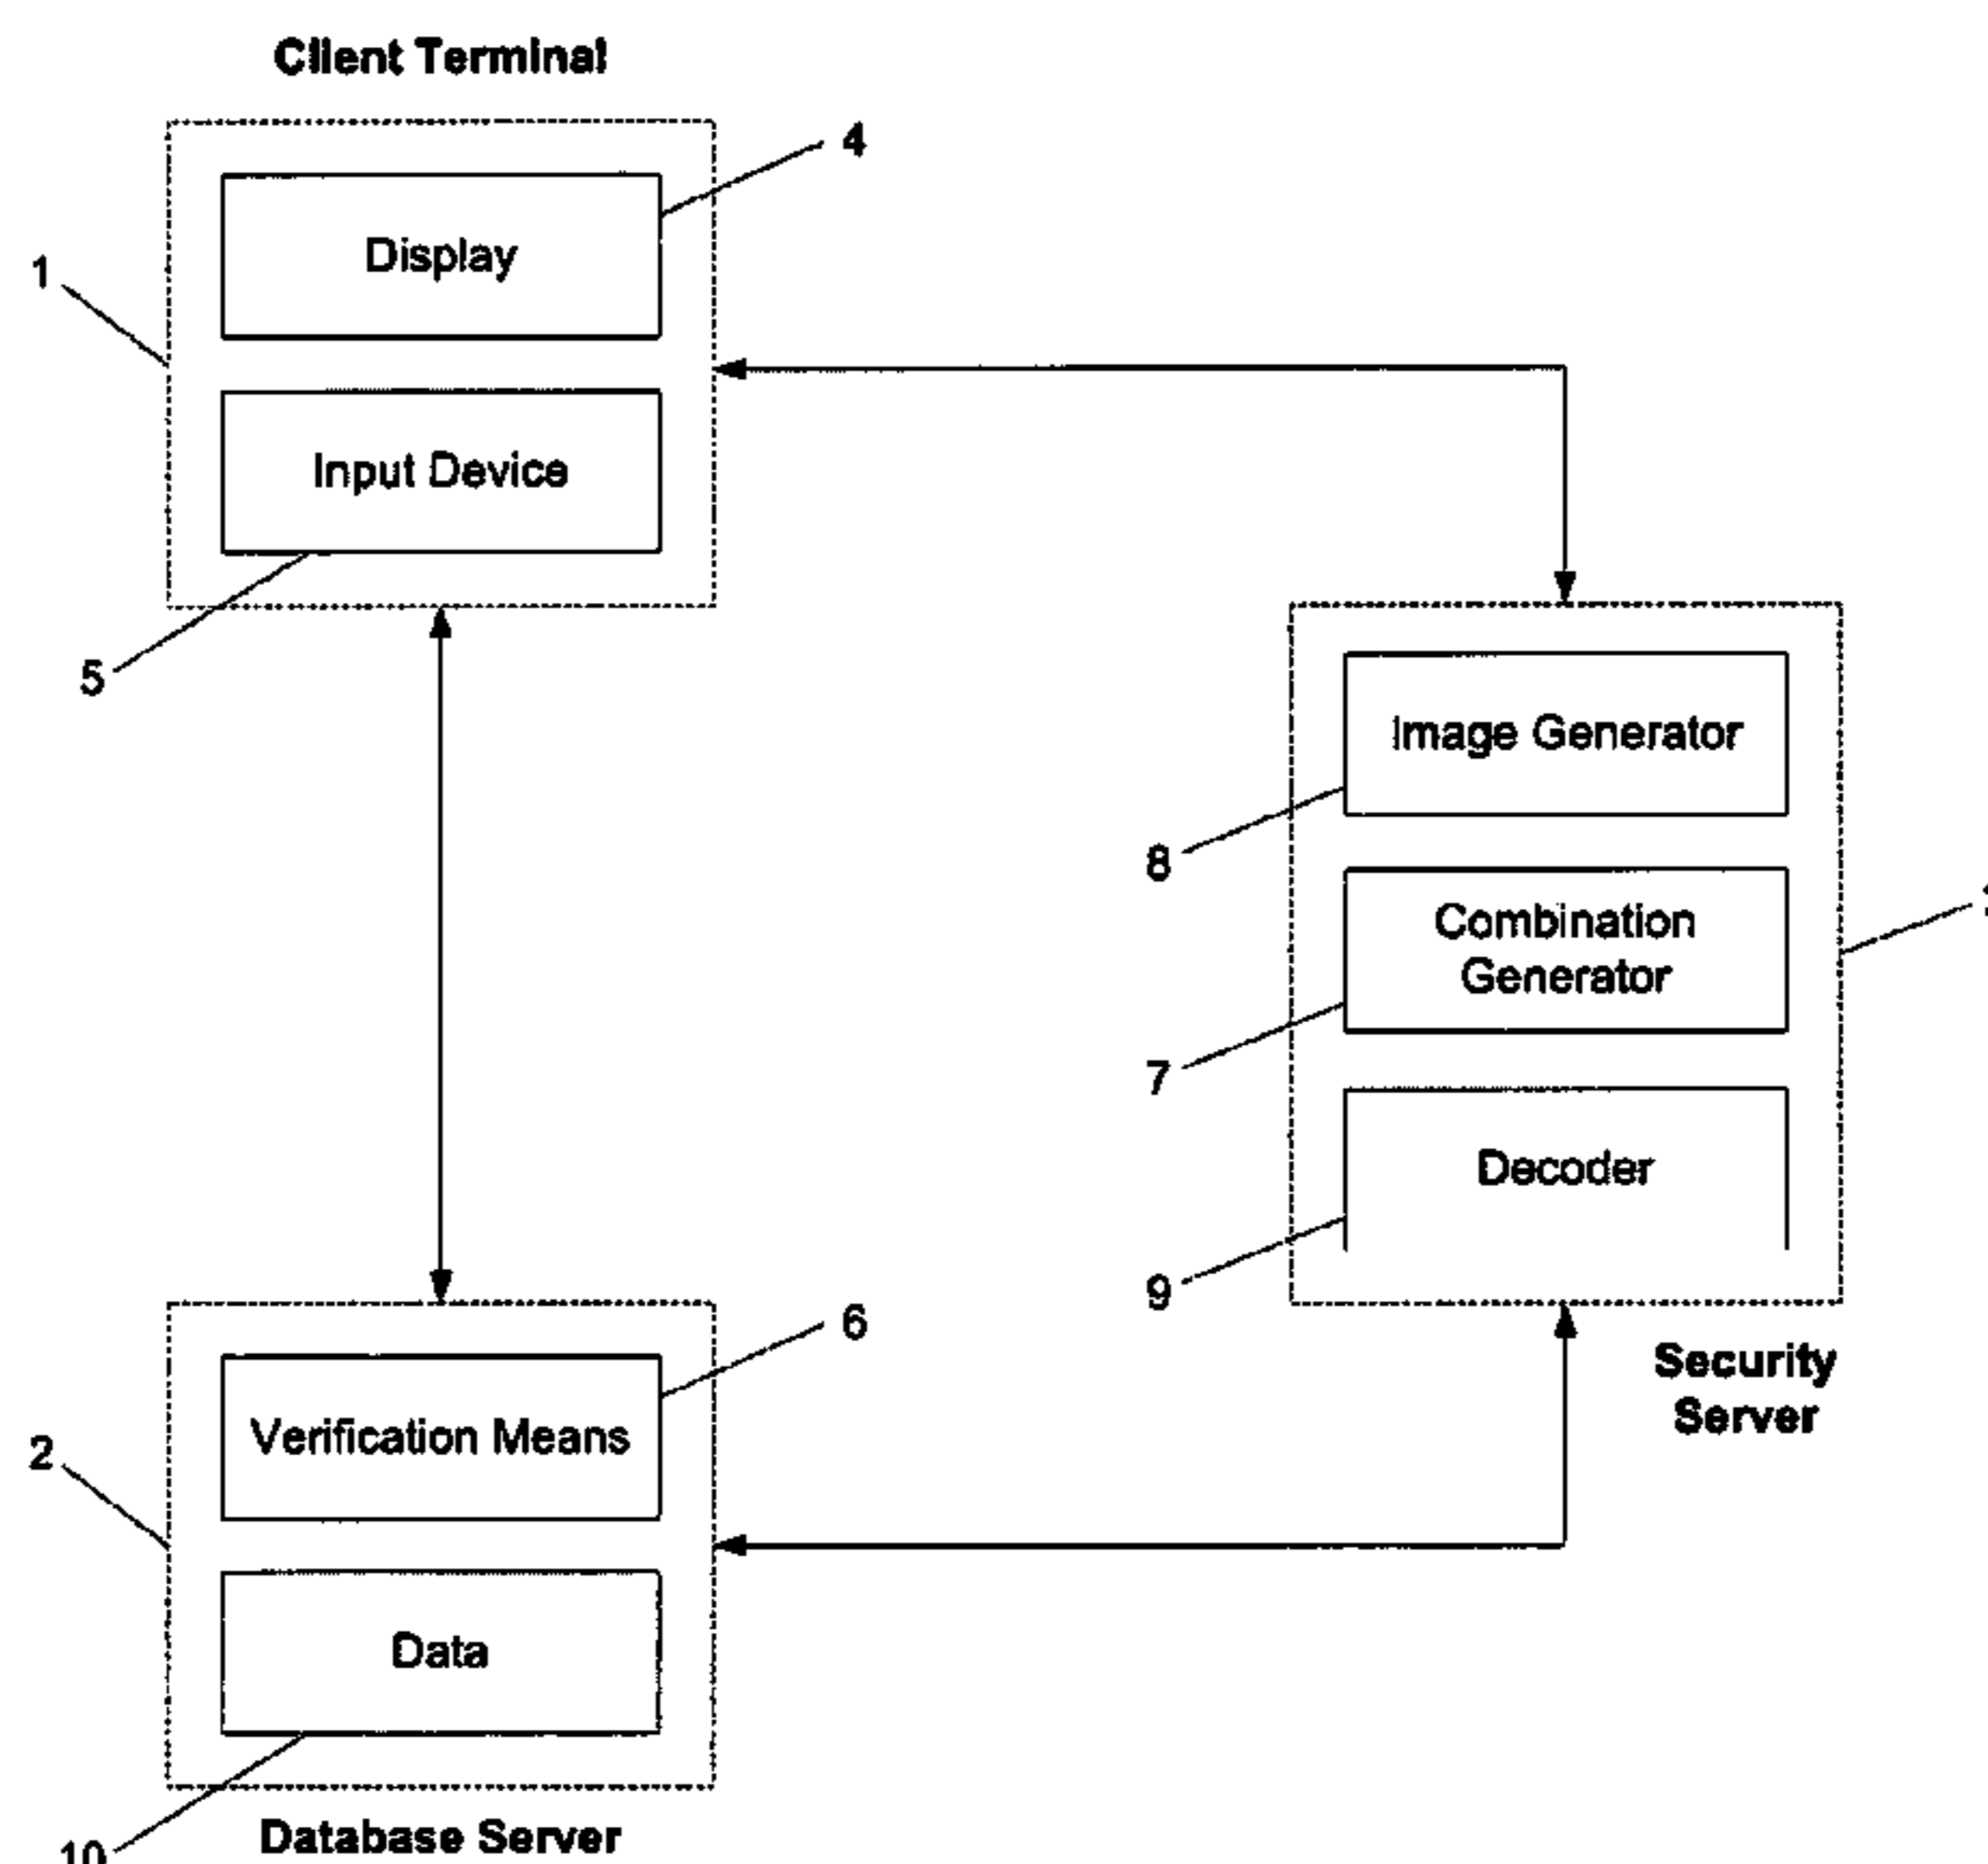 Client Terminal
4
Display
1
Input Device
5
Image Generator
8
Combination
Generator
7
Decoder
9
6
Security
Server
Verification Means
2
Data
10
Database Server